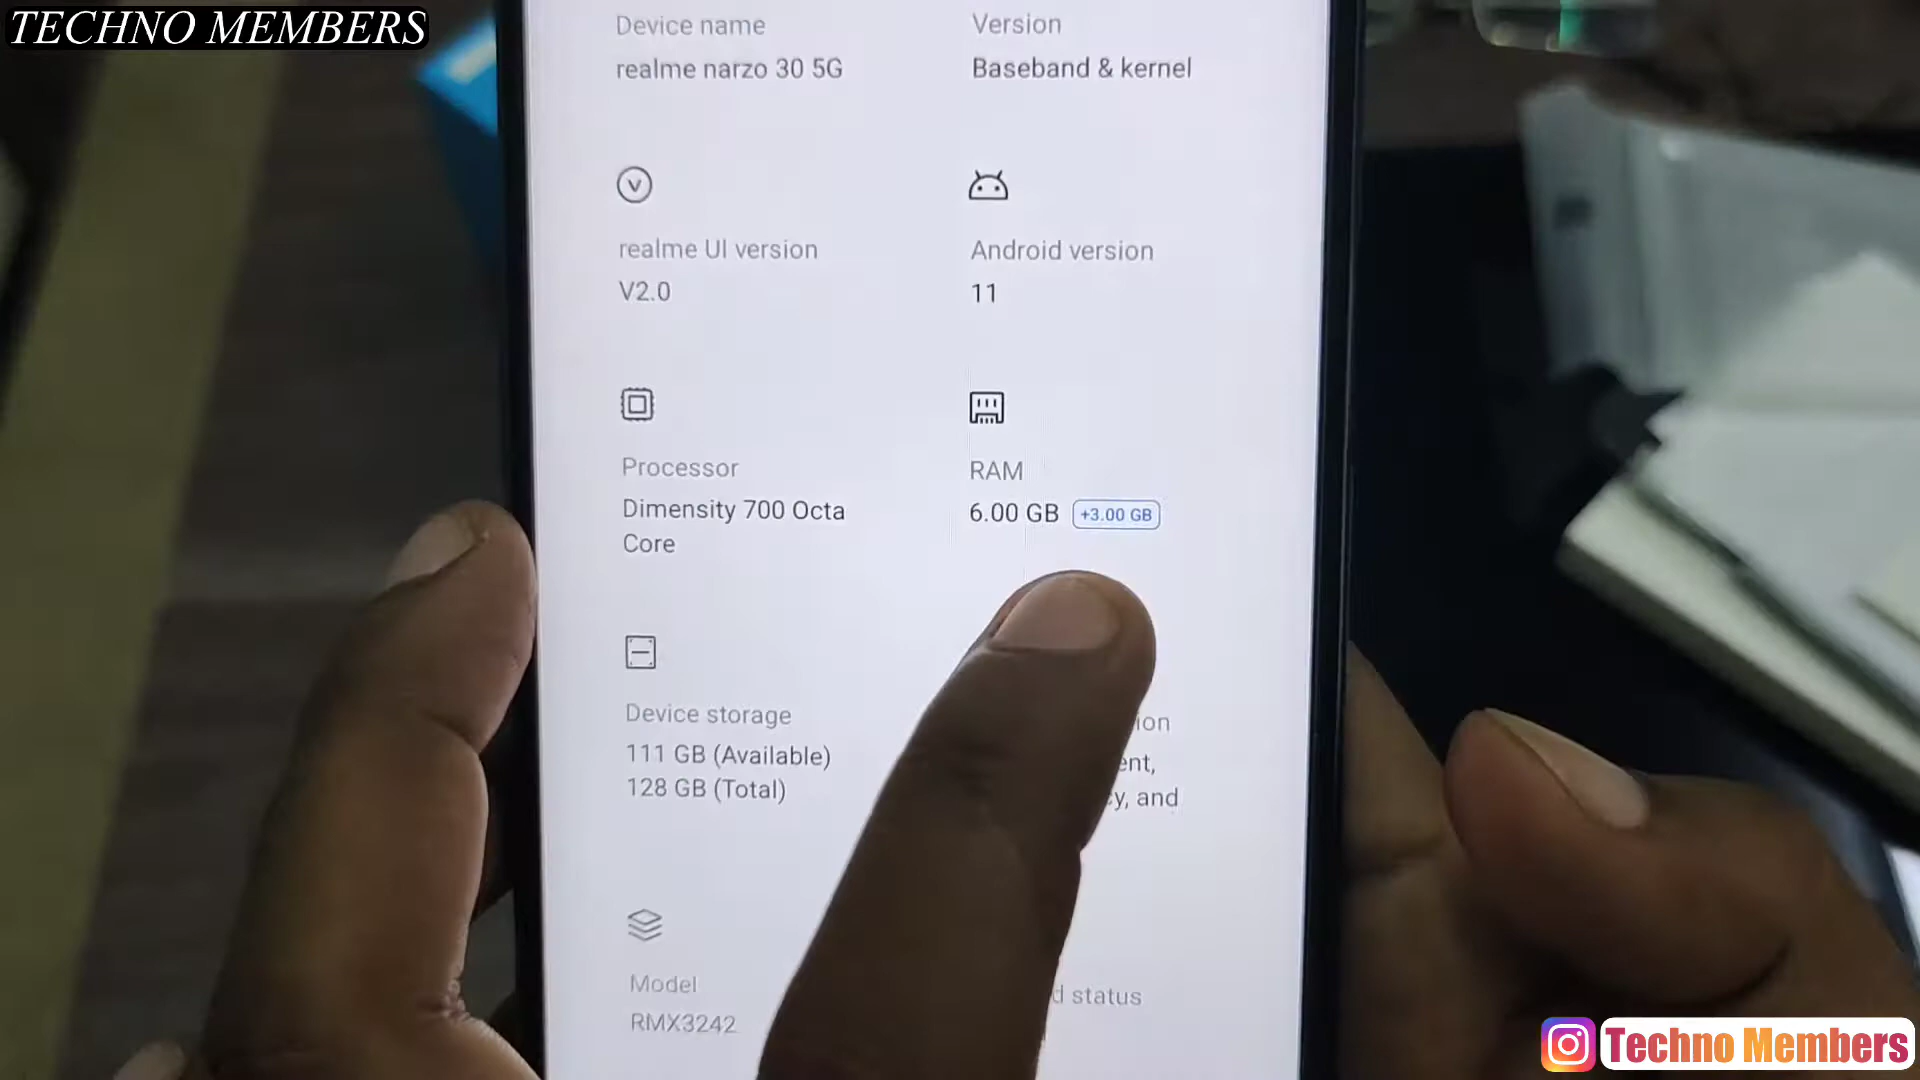 TECHNO MEMBERS
Device name
realme narzo 30 5G
Version
Baseband & kernel
realme UI version
V2.0
Android version
11
Processor
Dimensity 700 Octa
Core
RAM
6.00 GB +3.00 GB
Device storage
111 GB (Available)
128 GB (Total)
and
Model
RMX3242
status
Techno Members